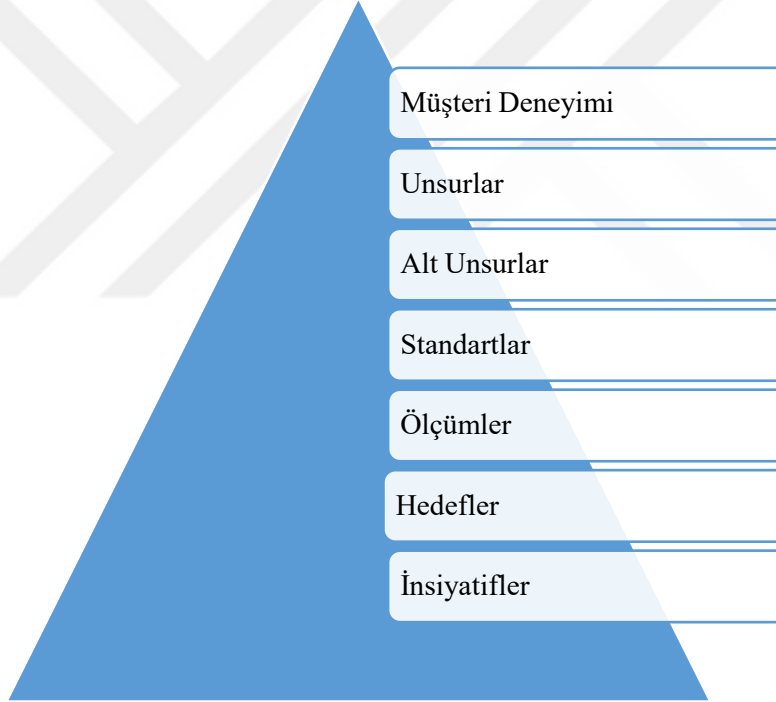 Müşteri Deneyimi
Unsurlar
Alt Unsurlar
Standartlar
Ölçümler
Hedefler
İnsiyatifler